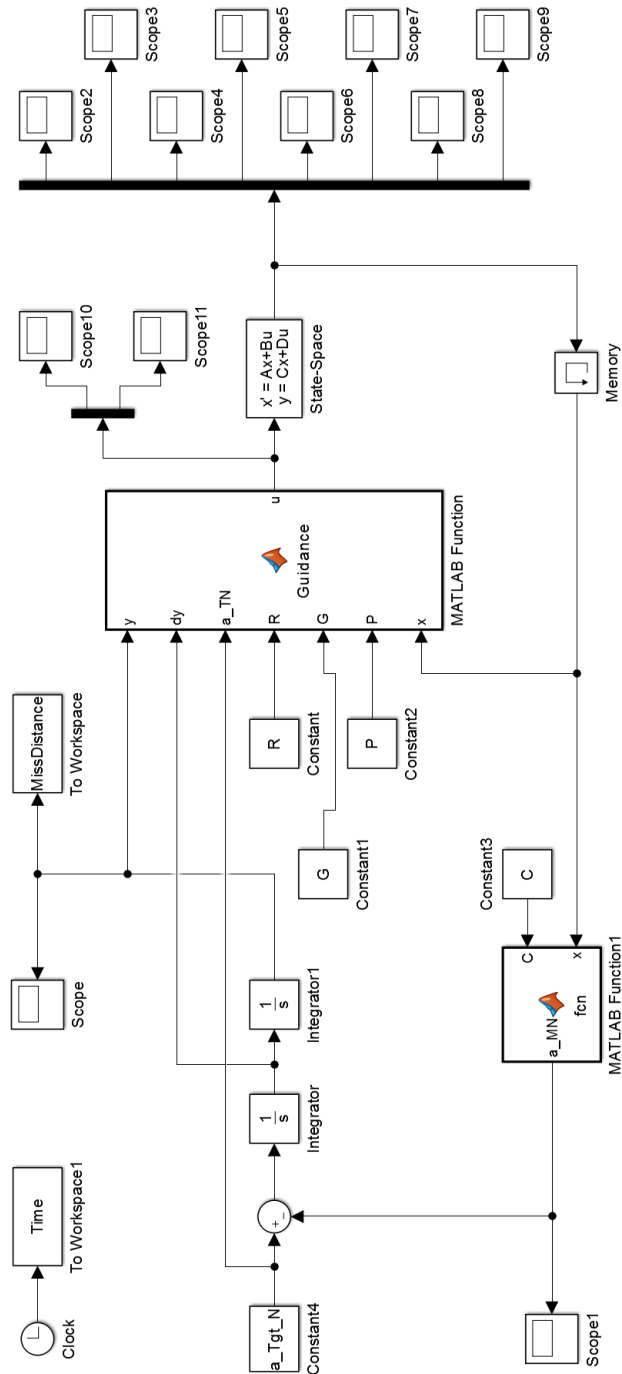 Clock
Time
To Workspace1
Scope
MissDistance
To Workspace
a_Tgt_N
Constant4
+
−
1
s
Integrator
1
s
Integrator1
G
Constant1
R
Constant
P
Constant2
y
dy
a_TN
R
G
P
x
Guidance
u
MATLAB Function
Scope10
Scope11
x' = Ax+Bu
y = Cx+Du
State-Space
Scope2
Scope3
Scope4
Scope5
Scope6
Scope7
Scope8
Scope9
Memory
C
Constant3
C
x
a_MN
fcn
MATLAB Function1
Scope1